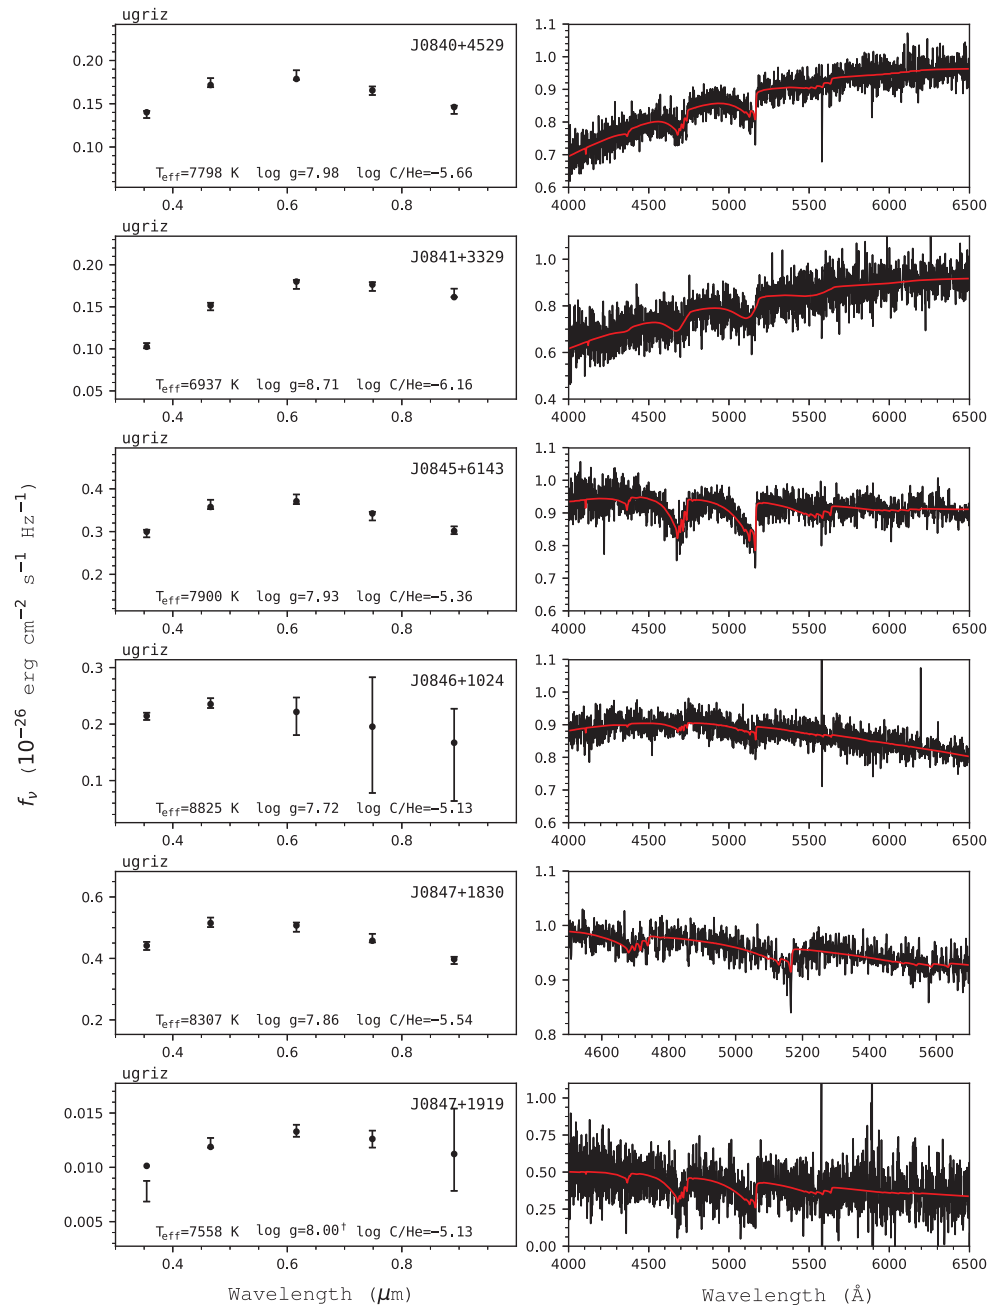 ugriz
J0840+4529
0.20
0.15
0.10
T_eff=7798 K log g=7.98 log C/He=−5.66
0.4 0.6 0.8
1.1
1.0
0.9
0.8
0.7
0.6
4000 4500 5000 5500 6000 6500
ugriz
J0841+3329
0.20
0.15
0.10
0.05
T_eff=6937 K log g=8.71 log C/He=−6.16
0.4 0.6 0.8
1.0
0.8
0.6
0.4
4000 4500 5000 5500 6000 6500
ugriz
J0845+6143
0.4
0.3
0.2
T_eff=7900 K log g=7.93 log C/He=−5.36
0.4 0.6 0.8
1.1
1.0
0.9
0.8
0.7
0.6
4000 4500 5000 5500 6000 6500
f_ν (10⁻²⁶ erg cm⁻² s⁻¹ Hz⁻¹)
ugriz
J0846+1024
0.3
0.2
0.1
T_eff=8825 K log g=7.72 log C/He=−5.13
0.4 0.6 0.8
1.1
1.0
0.9
0.8
0.7
0.6
4000 4500 5000 5500 6000 6500
ugriz
J0847+1830
0.6
0.4
0.2
T_eff=8307 K log g=7.86 log C/He=−5.54
0.4 0.6 0.8
1.1
1.0
0.9
0.8
4600 4800 5000 5200 5400 5600
ugriz
J0847+1919
0.015
0.010
0.005
T_eff=7558 K log g=8.00† log C/He=−5.13
0.4 0.6 0.8
1.00
0.75
0.50
0.25
0.00
4000 4500 5000 5500 6000 6500
Wavelength (μm)
Wavelength (Å)